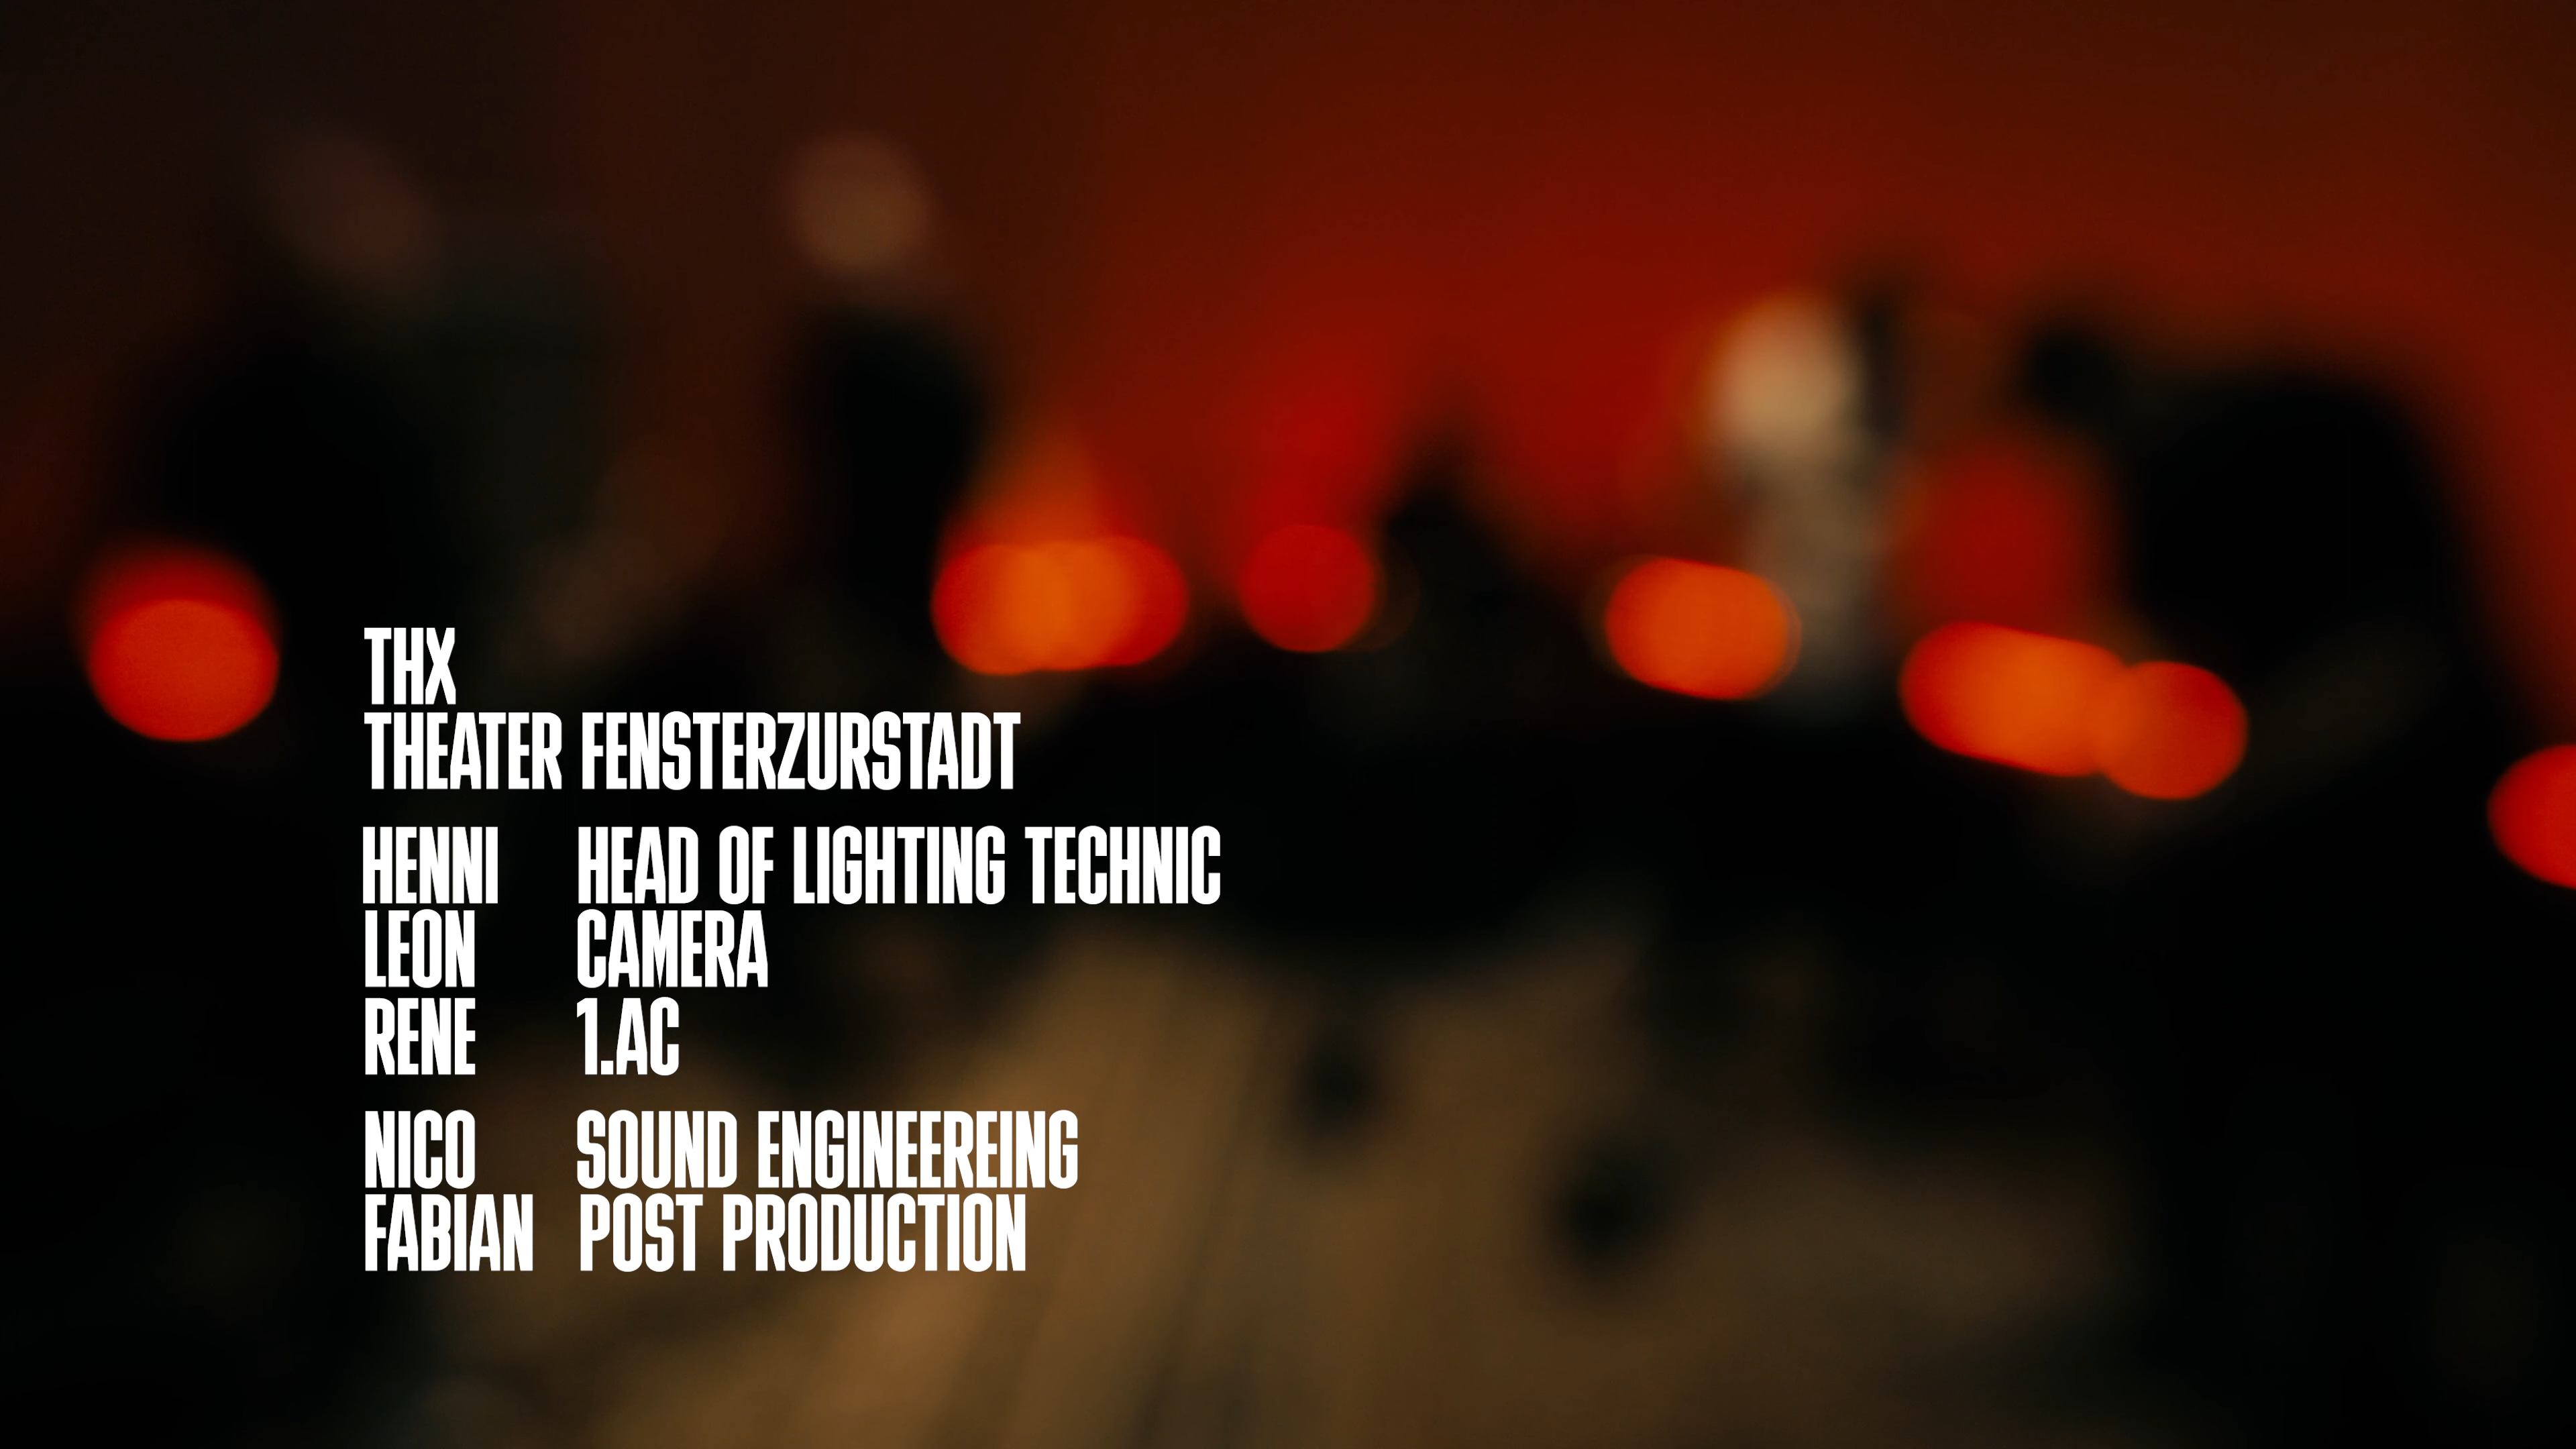 THX
THEATER FENSTERZURSTADT
HENNI HEAD OF LIGHTING TECHNIC
LEON CAMERA
RENE 1.AC
NICO SOUND ENGINEEREING
FABIAN POST PRODUCTION